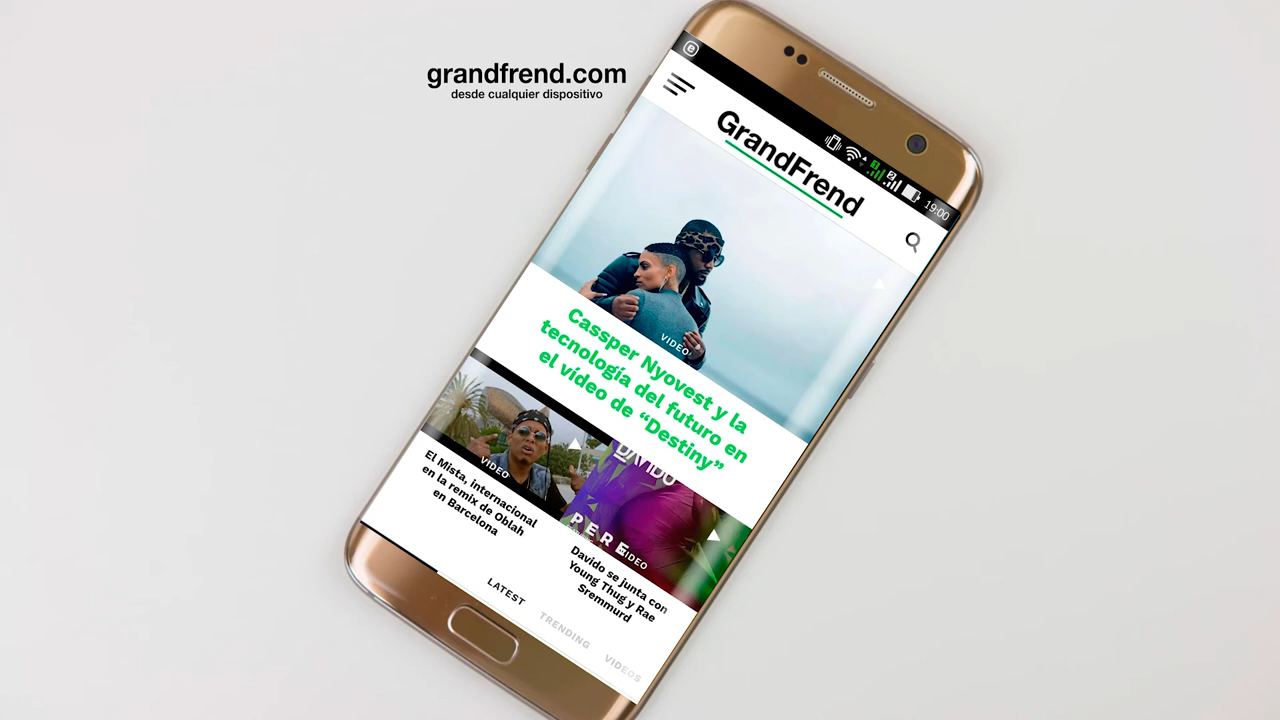 grandfrend.com
desde cualquier dispositivo
19:00
GrandFrend
VIDEO
Cassper Nyovest y la
tecnología del futuro en
el vídeo de “Destiny”
VIDEO
El Mista, internacional
en la remix de Oblah
en Barcelona
DAVIDO
RERE
VIDEO
Davido se junta con
Young Thug y Rae
Sremmurd
LATEST
TRENDING
VIDEOS